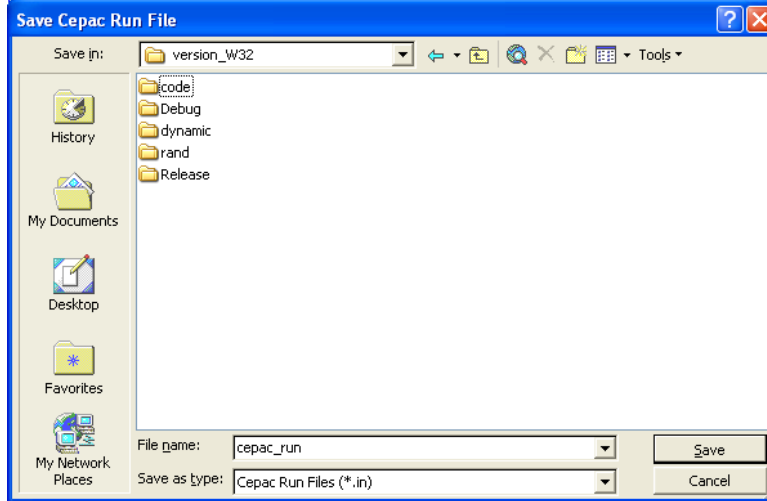 Save Cepac Run File
Save in: version_W32 Tools
code
Debug
dynamic
rand
Release
History
My Documents
Desktop
Favorites
My Network
Places
File name: cepac_run Save
Save as type: Cepac Run Files (*.in) Cancel